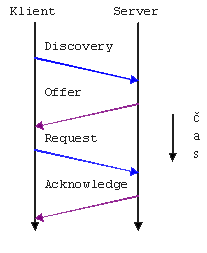 Klient Server
Discovery
Offer
Request
Acknowledge
Č
a
s